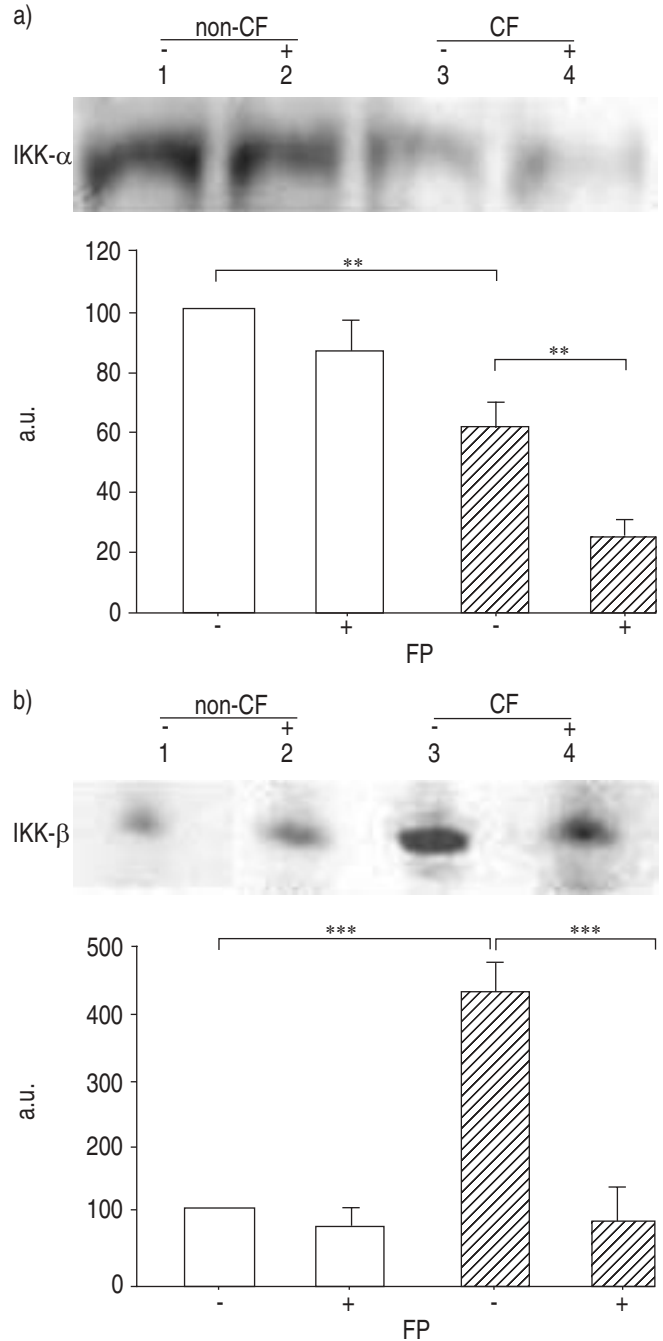 a)
non-CF CF
- + - +
1 2 3 4
IKK-α
120
100
80
60
40
20
0
a.u.
**
**
- + - +
FP
b)
non-CF CF
- + - +
1 2 3 4
IKK-β
500
400
300
200
100
0
a.u.
***
***
- + - +
FP